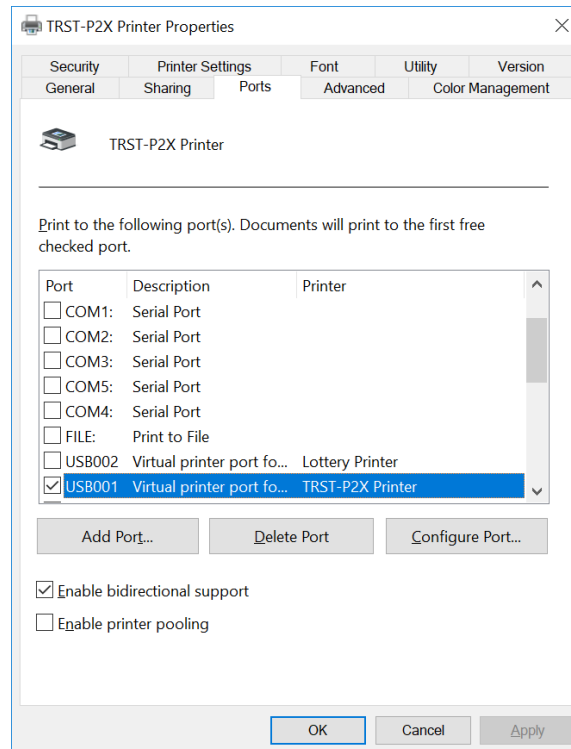 TRST-P2X Printer Properties
Security Printer Settings Font Utility Version
General Sharing Ports Advanced Color Management
TRST-P2X Printer
Print to the following port(s). Documents will print to the first free
checked port.
Port Description Printer
COM1: Serial Port
COM2: Serial Port
COM3: Serial Port
COM5: Serial Port
COM4: Serial Port
FILE: Print to File
USB002 Virtual printer port fo... Lottery Printer
USB001 Virtual printer port fo... TRST-P2X Printer
Add Port... Delete Port Configure Port...
Enable bidirectional support
Enable printer pooling
OK Cancel Apply